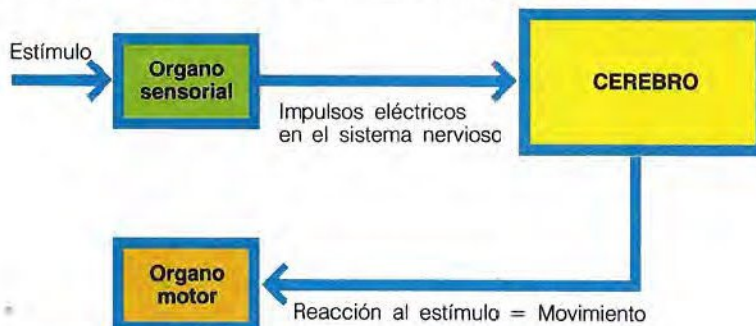 Estímulo
Organo
sensorial
Impulsos eléctricos
en el sistema nervioso
CEREBRO
Organo
motor
Reacción al estímulo = Movimiento